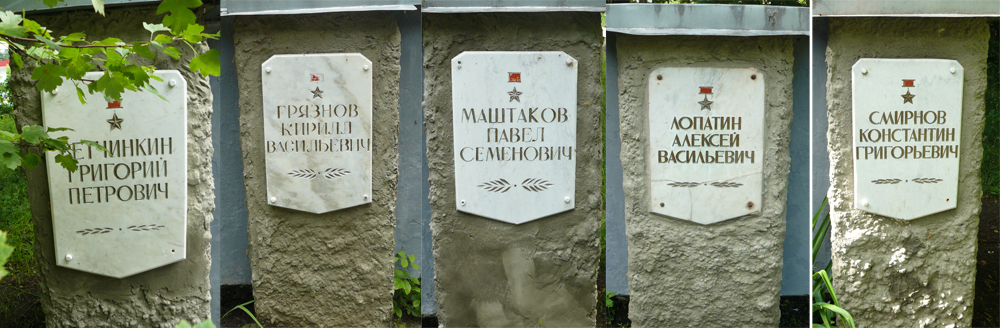 ГРИГОРИЙ
ПЕТРОВИЧ
ГРЯЗНОВ
КИРИЛЛ
ВАСИЛЬЕВИЧ
МАШТАКОВ
ПАВЕЛ
СЕМЕНОВИЧ
ЛОПАТИН
АЛЕКСЕЙ
ВАСИЛЬЕВИЧ
СМИРНОВ
КОНСТАНТИН
ГРИГОРЬЕВИЧ